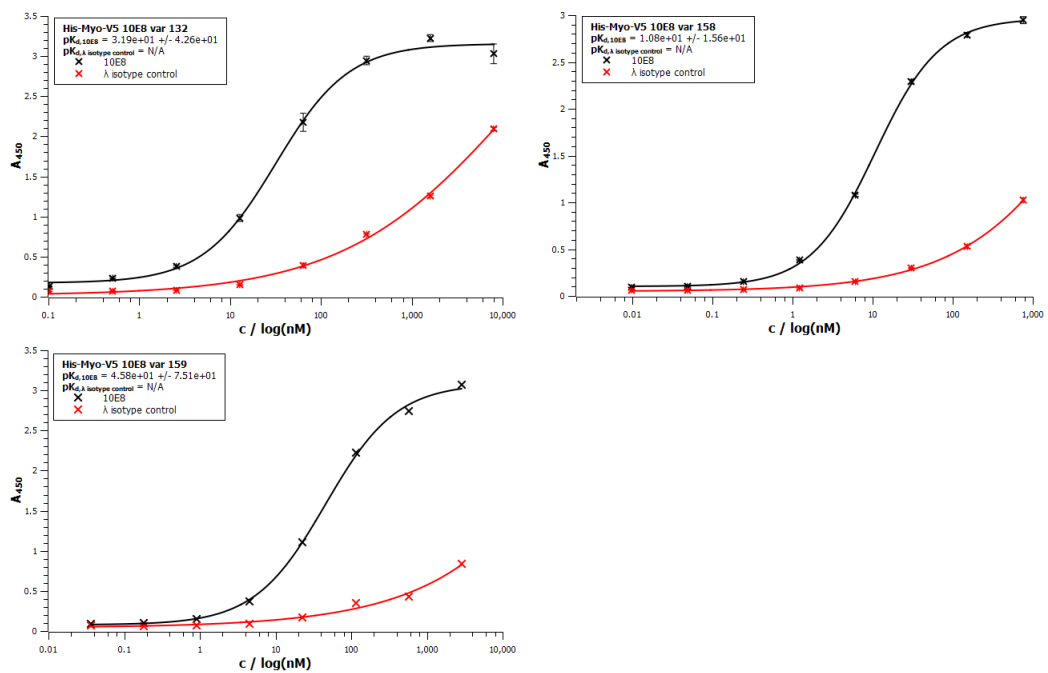 His-Myo-V5 10E8 var 132
pKd,10E8 = 3.19e+01 +/- 4.26e+01
pKd,λ isotype control = N/A
10E8
λ isotype control
3.5
3
2.5
2
1.5
1
0.5
0
A450
0.1 1 10 100 1,000 10,000
c / log(nM)
His-Myo-V5 10E8 var 158
pKd,10E8 = 1.08e+01 +/- 1.56e+01
pKd,λ isotype control = N/A
10E8
λ isotype control
3
2.5
2
1.5
1
0.5
0
A450
0.01 0.1 1 10 100
c / log(nM)
His-Myo-V5 10E8 var 159
pKd,10E8 = 4.58e+01 +/- 7.51e+01
pKd,λ isotype control = N/A
10E8
λ isotype control
3.5
3
2.5
2
1.5
1
0.5
0
A450
0.01 0.1 1 10 100 1,000 10,000
c / log(nM)